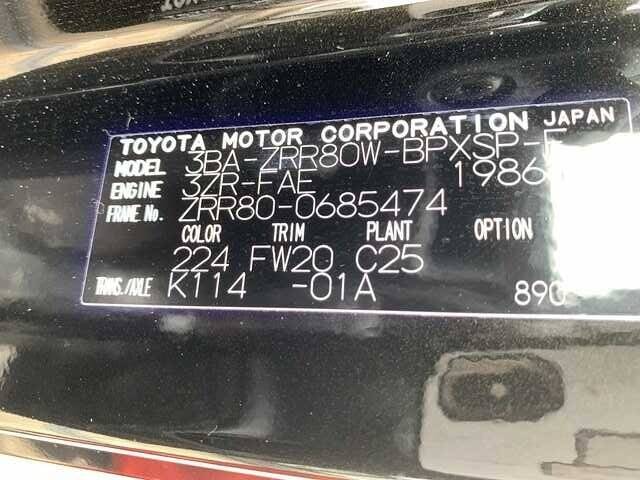 TOYOTA MOTOR CORPORATION JAPAN
MODEL 3BA-ZRR80W-BPXSP-
ENGINE 3ZR-FAE 1986
FRAME No. ZRR80-0685474
COLOR TRIM PLANT OPTION
224 FW20 C25
TRANS./AXLE K114 -01A 890